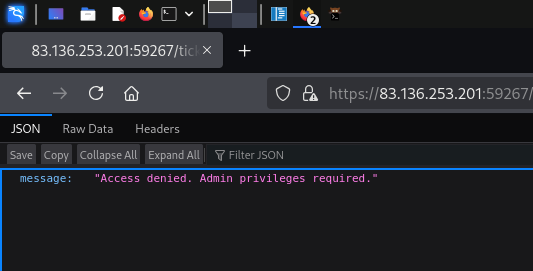 2
83.136.253.201:59267/tic
https://83.136.253.201:59267/
JSON Raw Data Headers
Save Copy Collapse All Expand All Filter JSON
message: "Access denied. Admin privileges required."